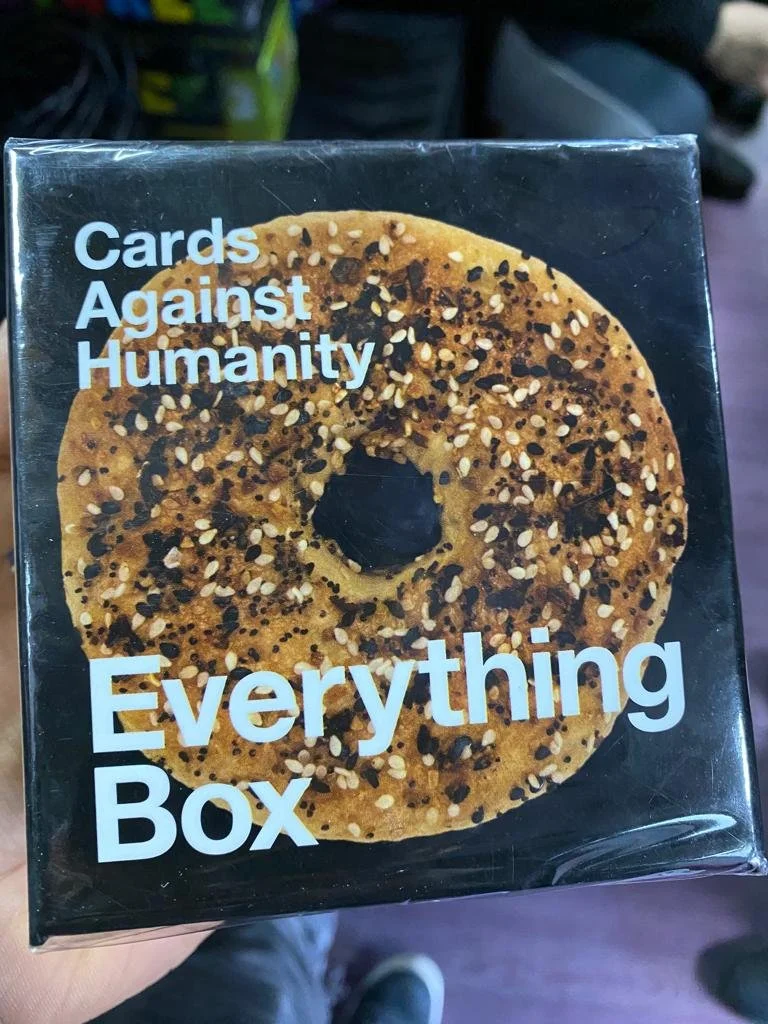 Cards
Against
Humanity
Everything
Box